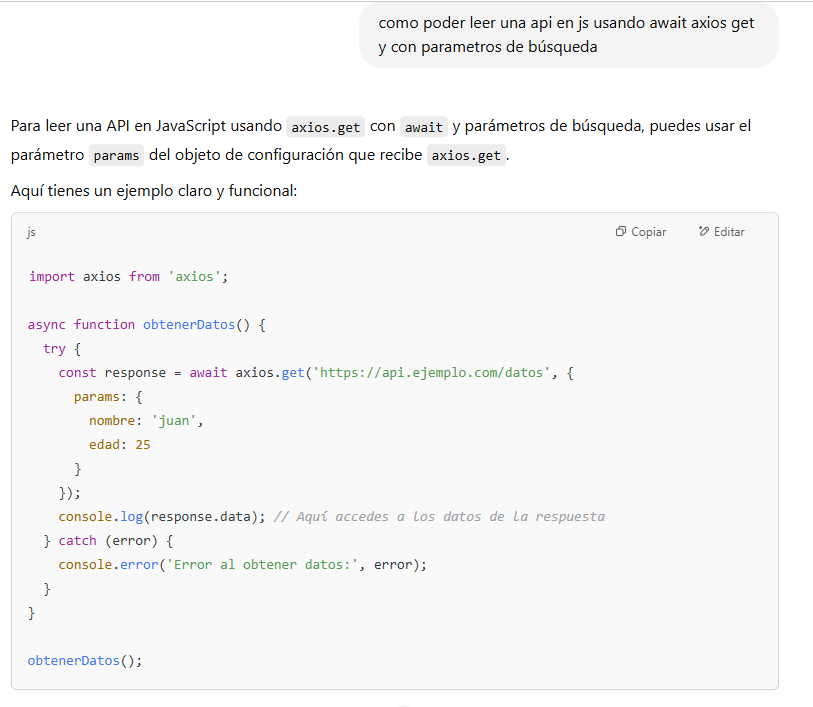 como poder leer una api en js usando await axios get
y con parametros de búsqueda
Para leer una API en JavaScript usando axios.get con await y parámetros de búsqueda, puedes usar el
parámetro params del objeto de configuración que recibe axios.get.
Aquí tienes un ejemplo claro y funcional:
js Copiar Editar
import axios from 'axios';
async function obtenerDatos() {
  try {
    const response = await axios.get('https://api.ejemplo.com/datos', {
      params: {
        nombre: 'juan',
        edad: 25
      }
    });
    console.log(response.data); // Aquí accedes a los datos de la respuesta
  } catch (error) {
    console.error('Error al obtener datos:', error);
  }
}
obtenerDatos();